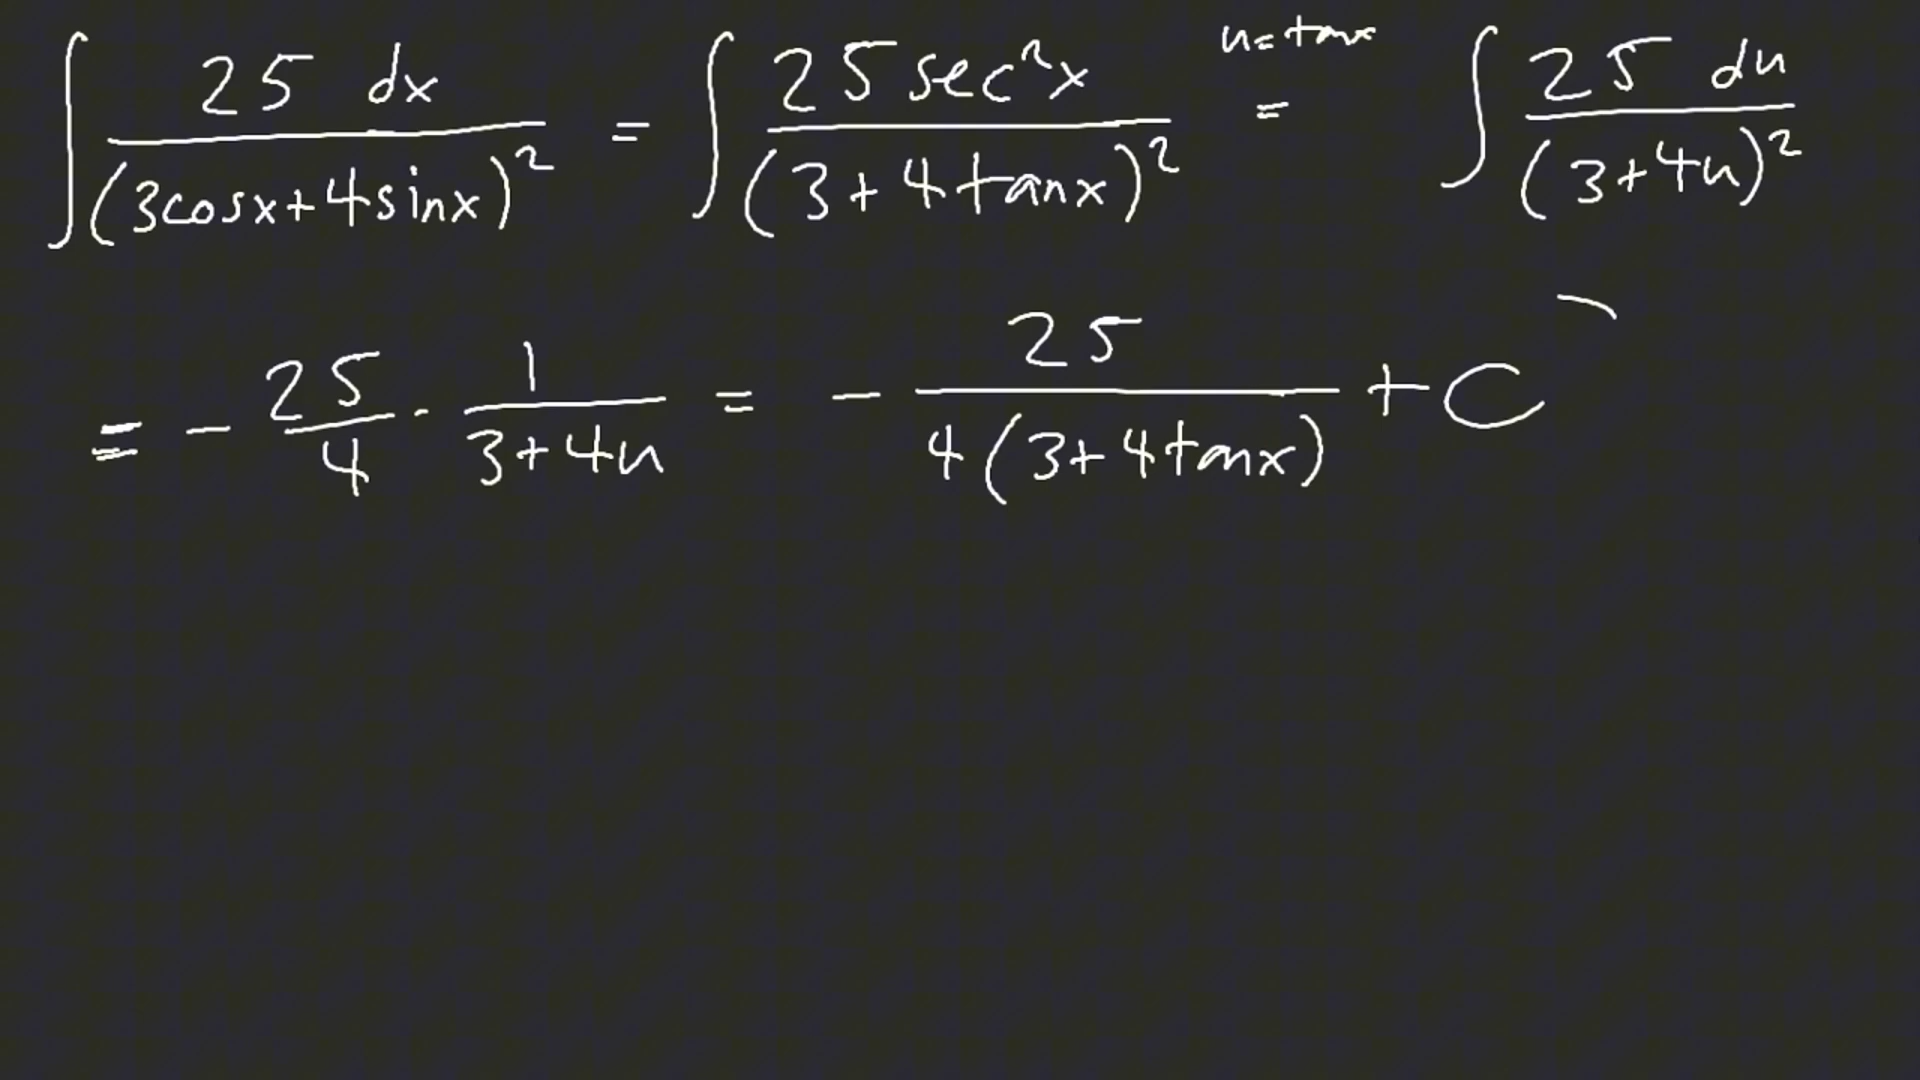 ∫ 25 dx / (3cosx+4sinx)² = ∫ 25 sec²x / (3+4tanx)² u=tanx = ∫ 25 du / (3+4u)²
= - 25/4 · 1/(3+4u) = - 25 / 4(3+4tanx) + C